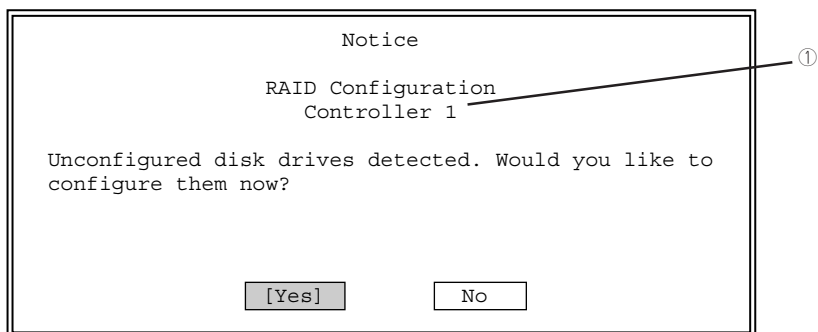 Notice
RAID Configuration
Controller 1
①
Unconfigured disk drives detected. Would you like to
configure them now?
[Yes]
No